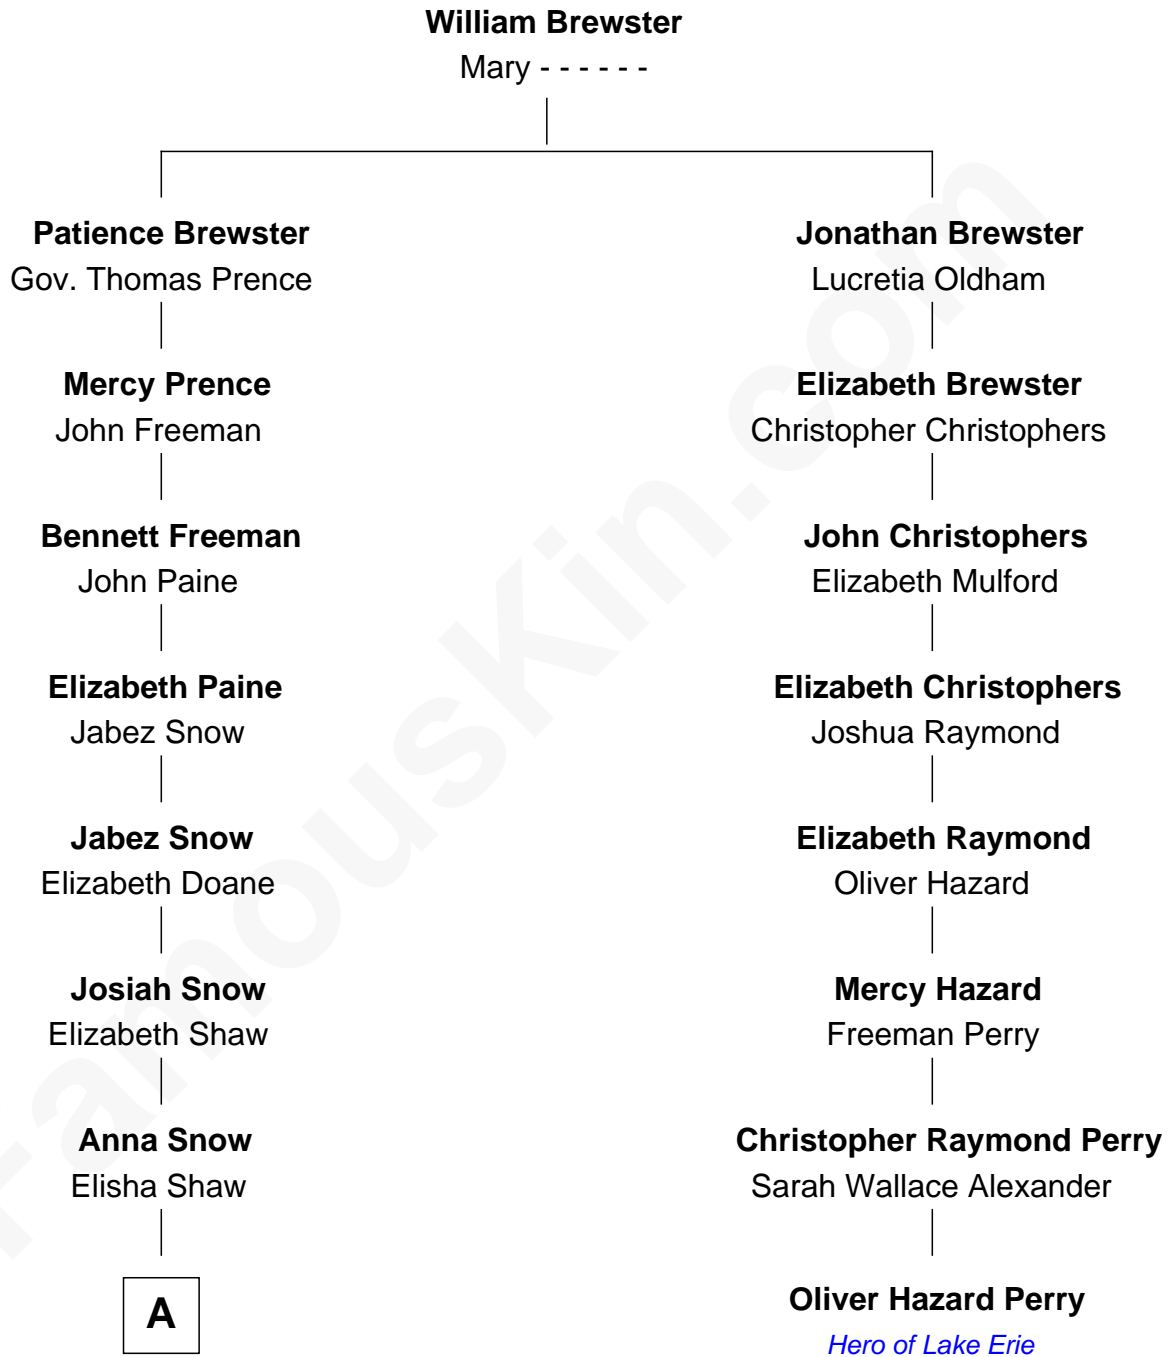 William Brewster
Mary - - - - - -
Patience Brewster
Gov. Thomas Prence
Jonathan Brewster
Lucretia Oldham
Mercy Prence
John Freeman
Elizabeth Brewster
Christopher Christophers
Bennett Freeman
John Paine
John Christophers
Elizabeth Mulford
Elizabeth Paine
Jabez Snow
Elizabeth Christophers
Joshua Raymond
Jabez Snow
Elizabeth Doane
Elizabeth Raymond
Oliver Hazard
Josiah Snow
Elizabeth Shaw
Mercy Hazard
Freeman Perry
Anna Snow
Elisha Shaw
Christopher Raymond Perry
Sarah Wallace Alexander
A
Oliver Hazard Perry
Hero of Lake Erie
FamousKin.com